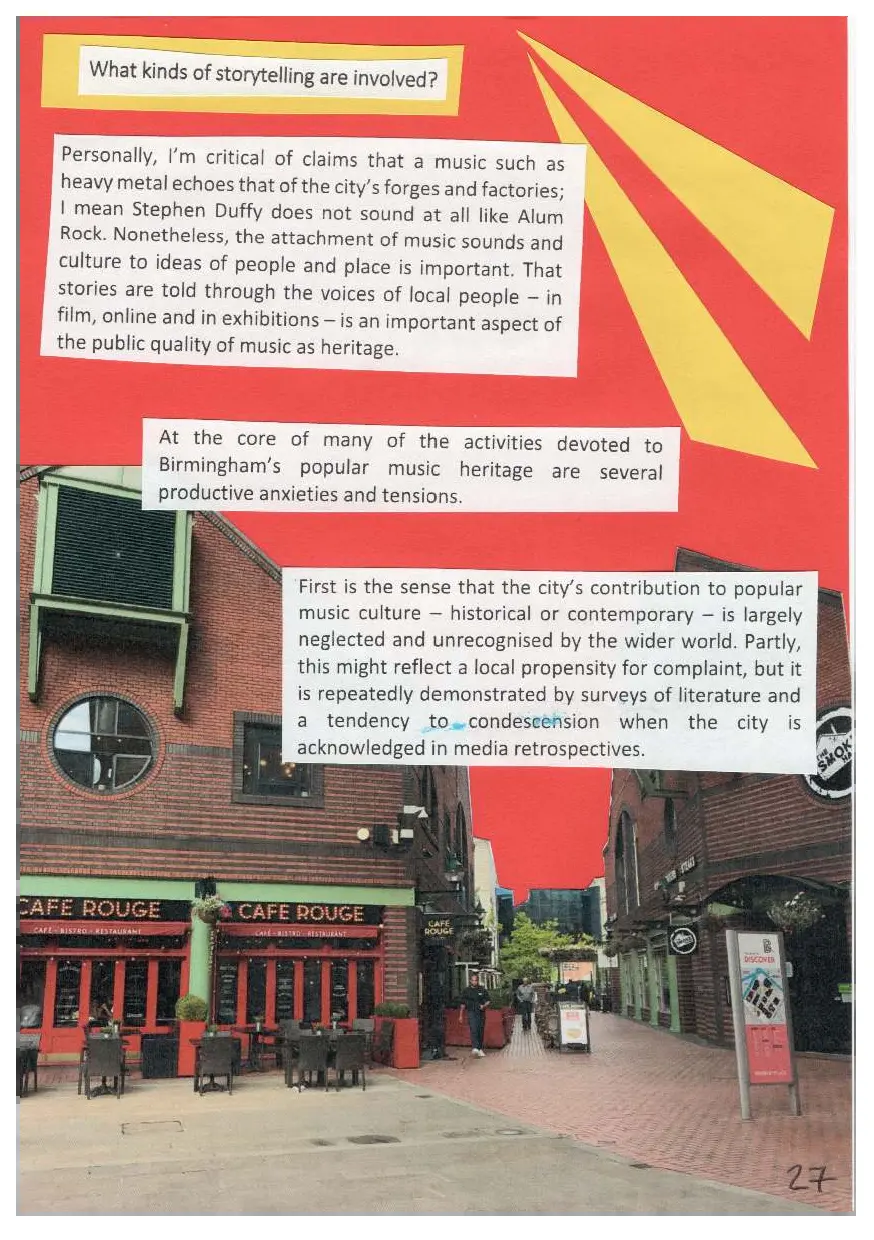 What kinds of storytelling are involved?
Personally, I'm critical of claims that a music such as
heavy metal echoes that of the city's forges and factories;
I mean Stephen Duffy does not sound at all like Alum
Rock. Nonetheless, the attachment of music sounds and
culture to ideas of people and place is important. That
stories are told through the voices of local people – in
film, online and in exhibitions – is an important aspect of
the public quality of music as heritage.
At the core of many of the activities devoted to
Birmingham's popular music heritage are several
productive anxieties and tensions.
First is the sense that the city's contribution to popular
music culture – historical or contemporary – is largely
neglected and unrecognised by the wider world. Partly,
this might reflect a local propensity for complaint, but it
is repeatedly demonstrated by surveys of literature and
a tendency to condescension when the city is
acknowledged in media retrospectives.
CAFE ROUGE
CAFE ROUGE
CAFE · BISTRO · RESTAURANT
CAFE · BISTRO · RESTAURANT
CAFE
ROUGE
DISCOVER
27